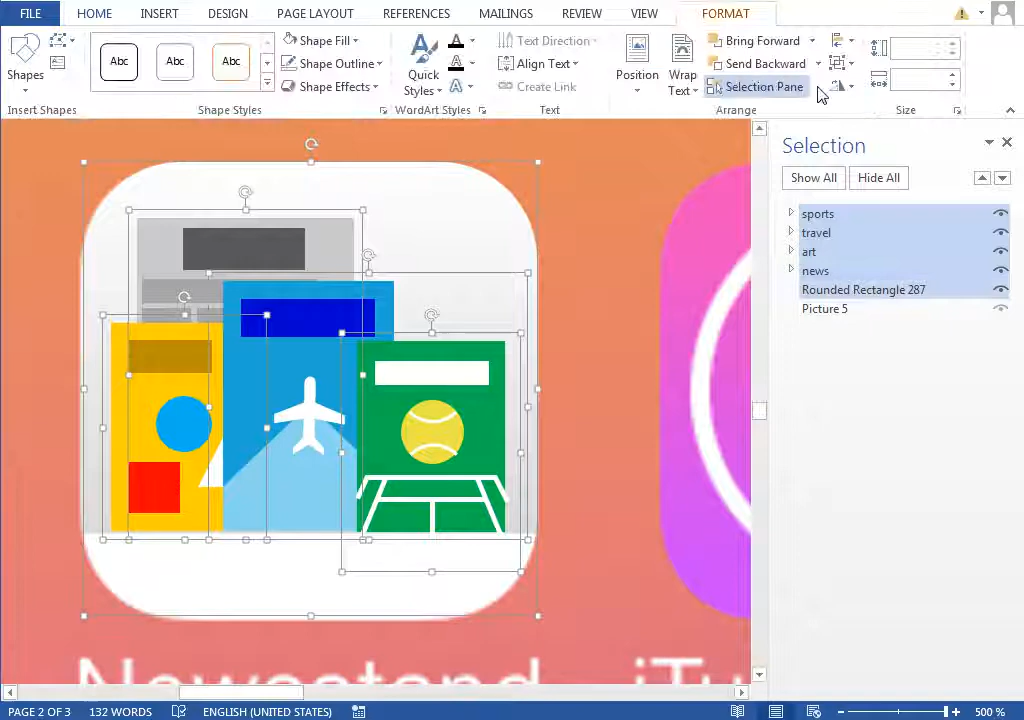 FILE HOME INSERT DESIGN PAGE LAYOUT REFERENCES MAILINGS REVIEW VIEW FORMAT
Shapes
Insert Shapes
Abc Abc Abc
Shape Fill
Shape Outline
Shape Effects
Shape Styles
Quick
Styles
WordArt Styles
Text Direction
Align Text
Create Link
Text
Position
Wrap
Text
Bring Forward
Send Backward
Selection Pane
Arrange
Size
Selection
Show All Hide All
sports
travel
art
news
Rounded Rectangle 287
Picture 5
Newsstand iTu
PAGE 2 OF 3 132 WORDS ENGLISH (UNITED STATES) 500 %